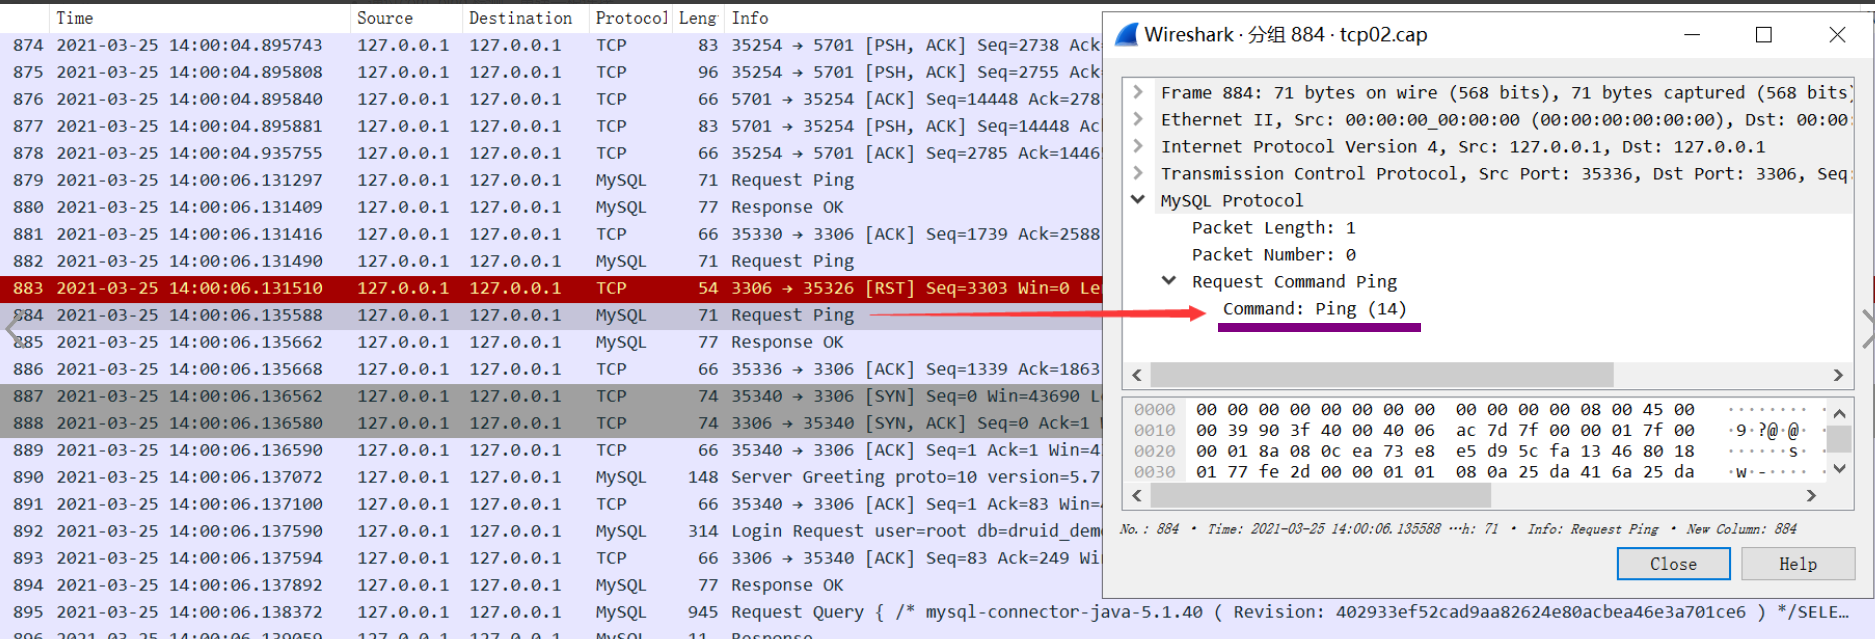 Time Source Destination Protocol Leng Info
874 2021-03-25 14:00:04.895743 127.0.0.1 127.0.0.1 TCP 83 35254 → 5701 [PSH, ACK] Seq=2738 Ack
875 2021-03-25 14:00:04.895808 127.0.0.1 127.0.0.1 TCP 96 35254 → 5701 [PSH, ACK] Seq=2755 Ack
876 2021-03-25 14:00:04.895840 127.0.0.1 127.0.0.1 TCP 66 5701 → 35254 [ACK] Seq=14448 Ack=278
877 2021-03-25 14:00:04.895881 127.0.0.1 127.0.0.1 TCP 83 5701 → 35254 [PSH, ACK] Seq=14448 Ac
878 2021-03-25 14:00:04.935755 127.0.0.1 127.0.0.1 TCP 66 35254 → 5701 [ACK] Seq=2785 Ack=1446
879 2021-03-25 14:00:06.131297 127.0.0.1 127.0.0.1 MySQL 71 Request Ping
880 2021-03-25 14:00:06.131409 127.0.0.1 127.0.0.1 MySQL 77 Response OK
881 2021-03-25 14:00:06.131416 127.0.0.1 127.0.0.1 TCP 66 35330 → 3306 [ACK] Seq=1739 Ack=2588
882 2021-03-25 14:00:06.131490 127.0.0.1 127.0.0.1 MySQL 71 Request Ping
883 2021-03-25 14:00:06.131510 127.0.0.1 127.0.0.1 TCP 54 3306 → 35326 [RST] Seq=3303 Win=0 Le
884 2021-03-25 14:00:06.135588 127.0.0.1 127.0.0.1 MySQL 71 Request Ping
885 2021-03-25 14:00:06.135662 127.0.0.1 127.0.0.1 MySQL 77 Response OK
886 2021-03-25 14:00:06.135668 127.0.0.1 127.0.0.1 TCP 66 35336 → 3306 [ACK] Seq=1339 Ack=1863
887 2021-03-25 14:00:06.136562 127.0.0.1 127.0.0.1 TCP 74 35340 → 3306 [SYN] Seq=0 Win=43690 L
888 2021-03-25 14:00:06.136580 127.0.0.1 127.0.0.1 TCP 74 3306 → 35340 [SYN, ACK] Seq=0 Ack=1
889 2021-03-25 14:00:06.136590 127.0.0.1 127.0.0.1 TCP 66 35340 → 3306 [ACK] Seq=1 Ack=1 Win=4
890 2021-03-25 14:00:06.137072 127.0.0.1 127.0.0.1 MySQL 148 Server Greeting proto=10 version=5.7
891 2021-03-25 14:00:06.137100 127.0.0.1 127.0.0.1 TCP 66 35340 → 3306 [ACK] Seq=1 Ack=83 Win=
892 2021-03-25 14:00:06.137590 127.0.0.1 127.0.0.1 MySQL 314 Login Request user=root db=druid_dem
893 2021-03-25 14:00:06.137594 127.0.0.1 127.0.0.1 TCP 66 3306 → 35340 [ACK] Seq=83 Ack=249 Wi
894 2021-03-25 14:00:06.137892 127.0.0.1 127.0.0.1 MySQL 77 Response OK
895 2021-03-25 14:00:06.138372 127.0.0.1 127.0.0.1 MySQL 945 Request Query { /* mysql-connector-java-5.1.40 ( Revision: 402933ef52cad9aa82624e80acbea46e3a701ce6 ) */SELE…
Wireshark · 分组 884 · tcp02.cap
Frame 884: 71 bytes on wire (568 bits), 71 bytes captured (568 bits
Ethernet II, Src: 00:00:00_00:00:00 (00:00:00:00:00:00), Dst: 00:00:
Internet Protocol Version 4, Src: 127.0.0.1, Dst: 127.0.0.1
Transmission Control Protocol, Src Port: 35336, Dst Port: 3306, Seq:
MySQL Protocol
Packet Length: 1
Packet Number: 0
Request Command Ping
Command: Ping (14)
0000 00 00 00 00 00 00 00 00 00 00 00 00 08 00 45 00 ········ ·
0010 00 39 90 3f 40 00 40 06 ac 7d 7f 00 00 01 7f 00 ·9·?@·@· ·
0020 00 01 8a 08 0c ea 73 e8 e5 d9 5c fa 13 46 80 18 ······s· ·
0030 01 77 fe 2d 00 00 01 01 08 0a 25 da 41 6a 25 da ·w·-···· ·
No.: 884 · Time: 2021-03-25 14:00:06.135588 ···h: 71 · Info: Request Ping · New Column: 884
Close Help